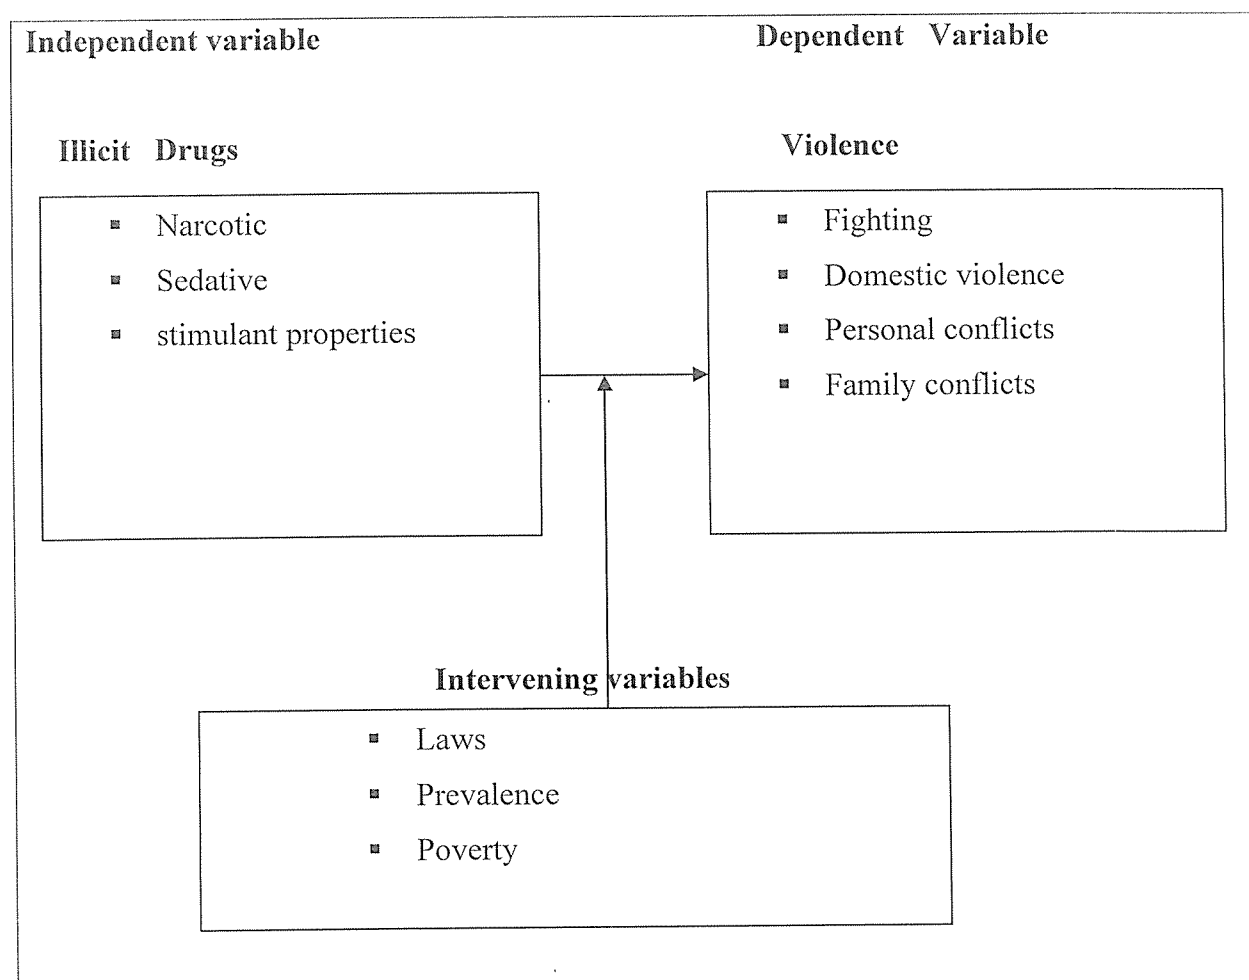 Independent variable
Dependent Variable
Illicit Drugs
Violence
▪ Narcotic
▪ Sedative
▪ stimulant properties
▪ Fighting
▪ Domestic violence
▪ Personal conflicts
▪ Family conflicts
Intervening variables
▪ Laws
▪ Prevalence
▪ Poverty